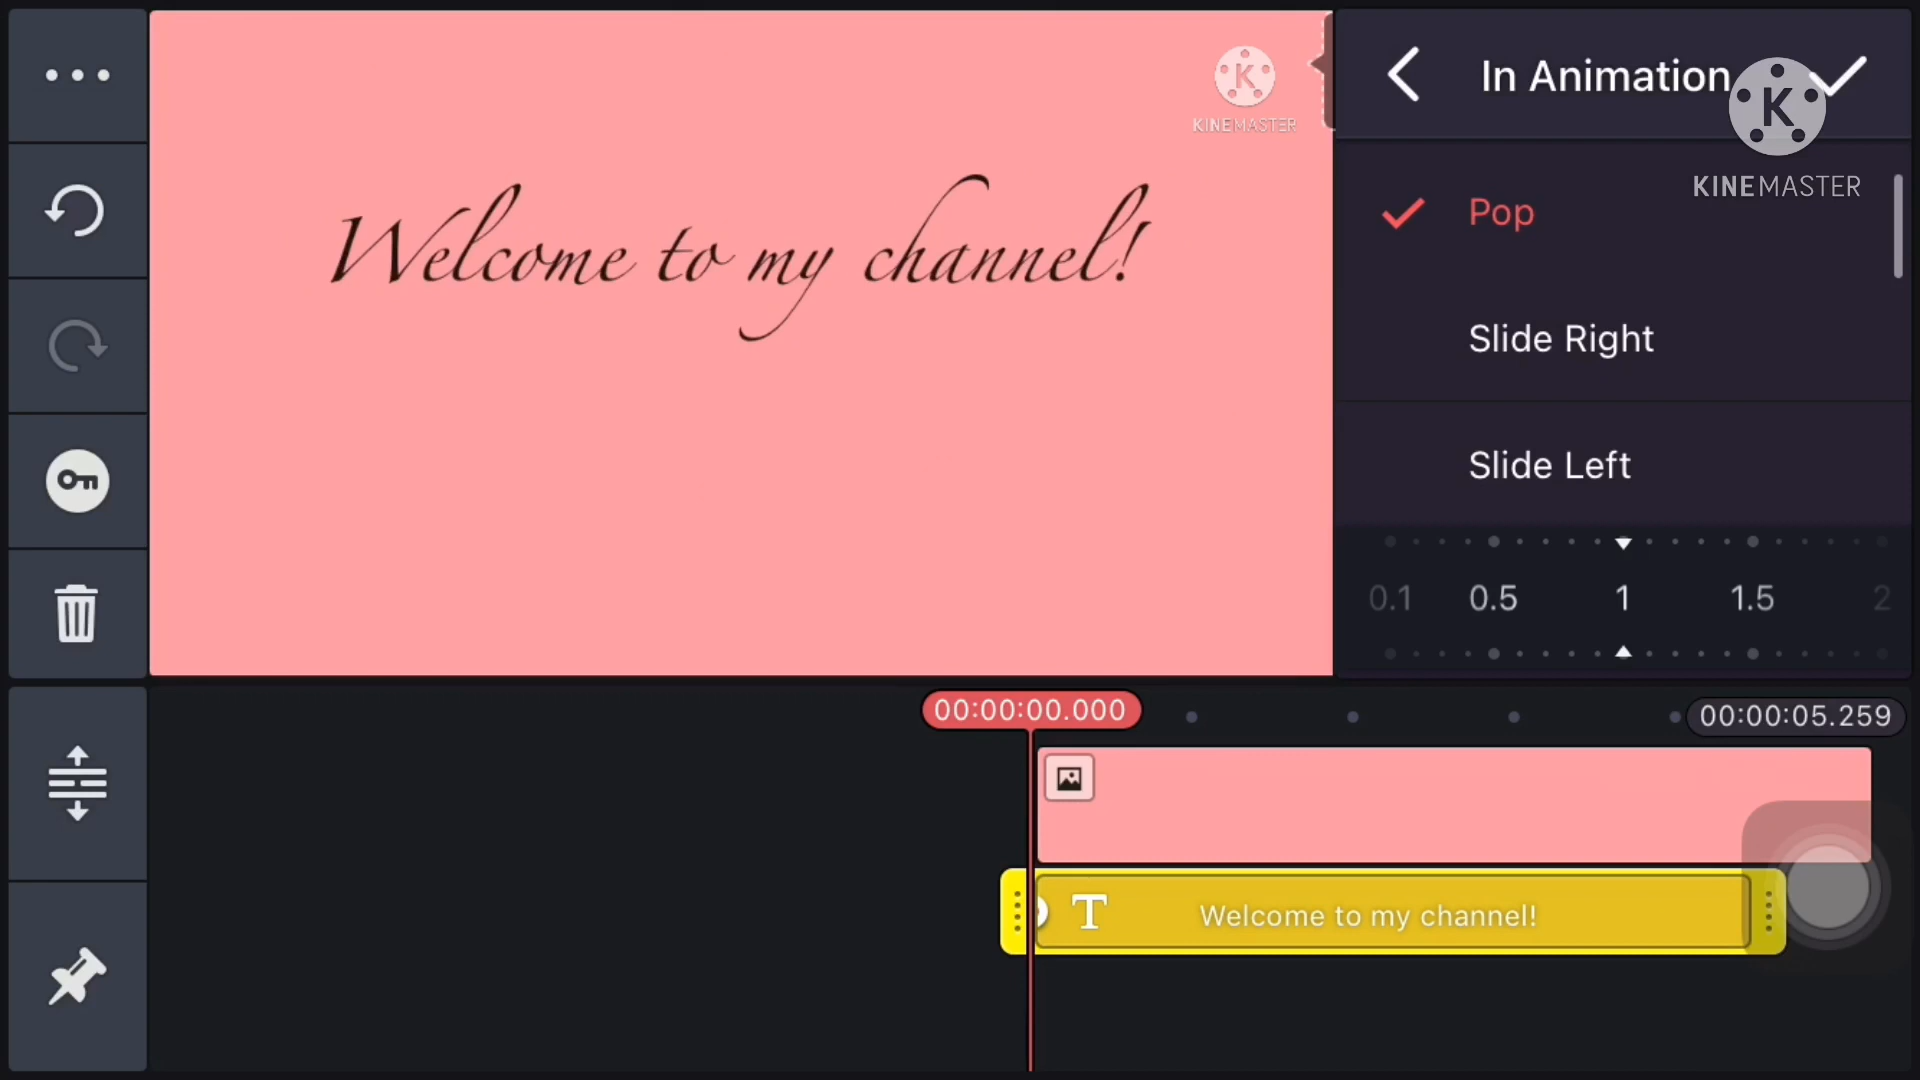 In Animation
K
KINEMASTER
K
KINEMASTER
Welcome to my channel!
Pop
Slide Right
Slide Left
0.1 0.5 1 1.5 2
00:00:00.000
00:00:05.259
T Welcome to my channel!